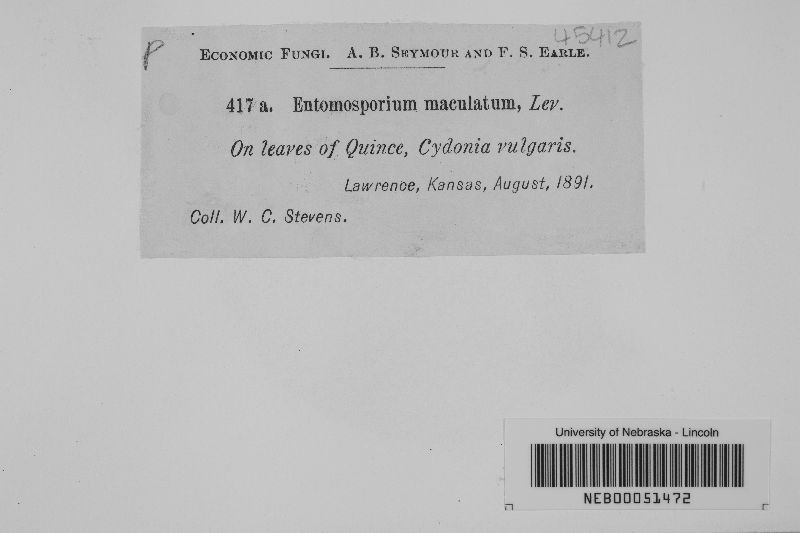 P
45412
ECONOMIC FUNGI. A. B. SEYMOUR AND F. S. EARLE.
417 a. Entomosporium maculatum, Lev.
On leaves of Quince, Cydonia vulgaris.
Lawrence, Kansas, August, 1891.
Coll. W. C. Stevens.
University of Nebraska - Lincoln
NEB00051472